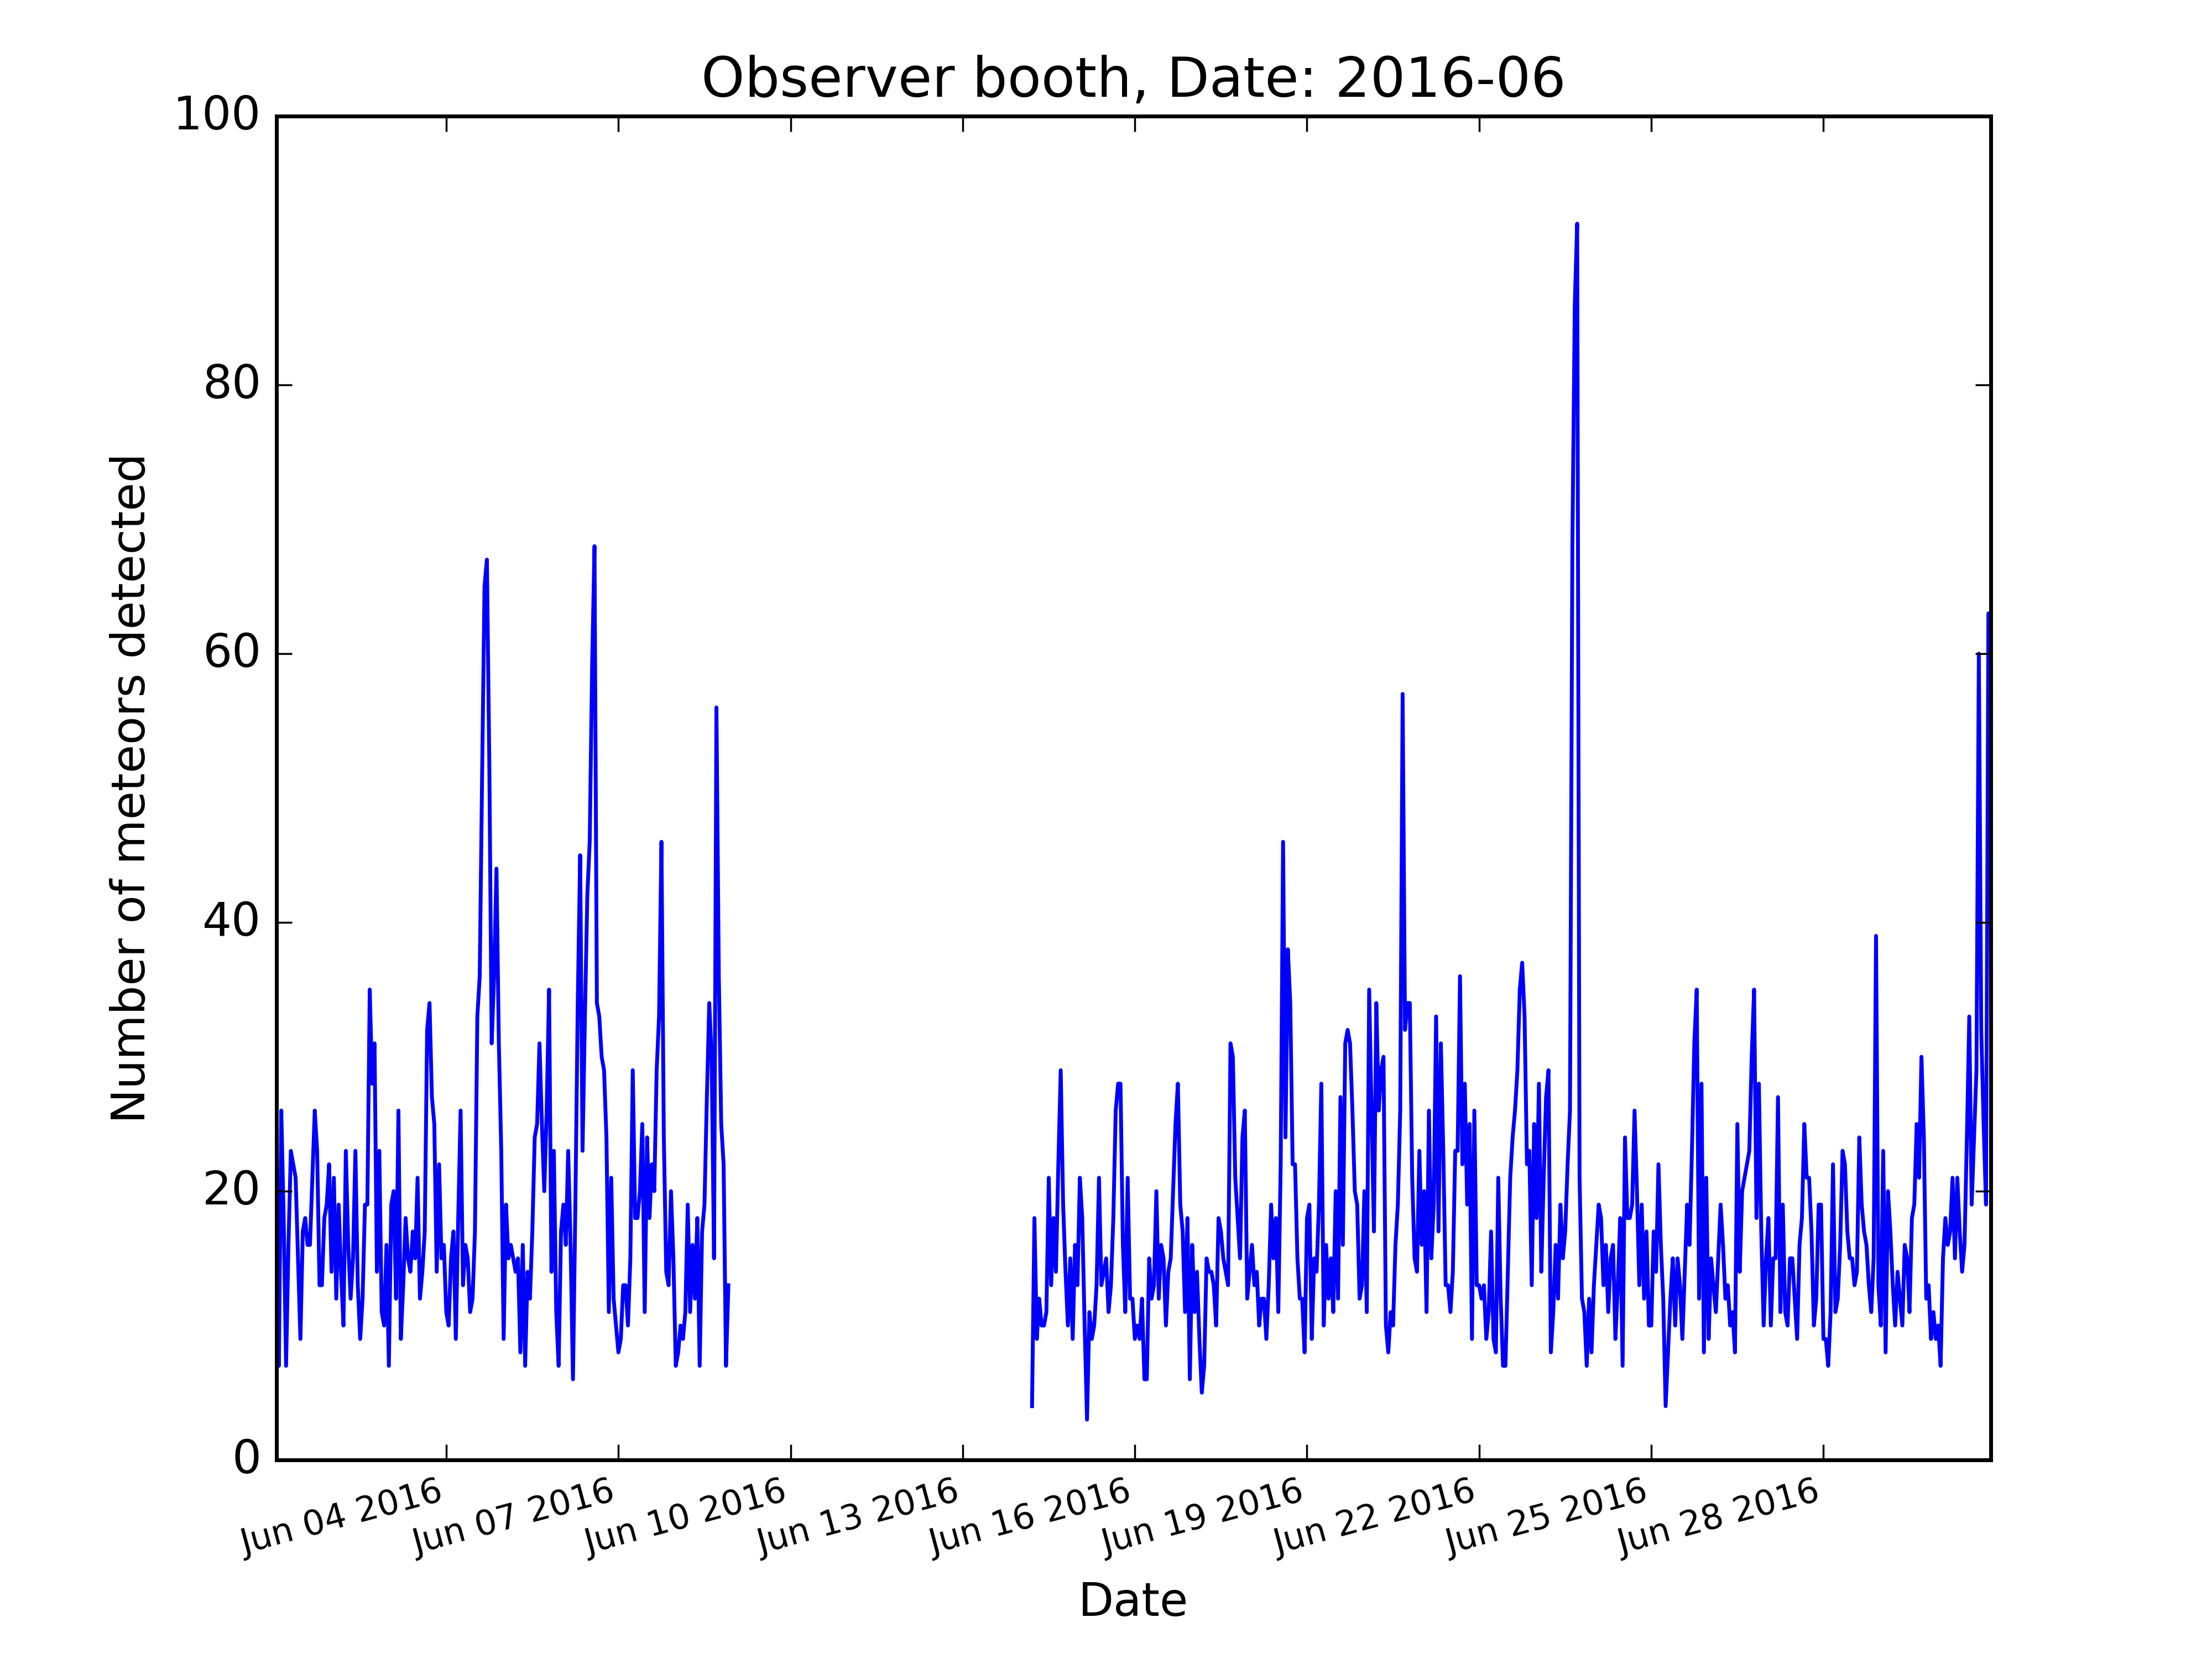 Observer booth, Date: 2016-06
Number of meteors detected
100
80
60
40
20
0
Jun 04 2016
Jun 07 2016
Jun 10 2016
Jun 13 2016
Jun 16 2016
Jun 19 2016
Jun 22 2016
Jun 25 2016
Jun 28 2016
Date